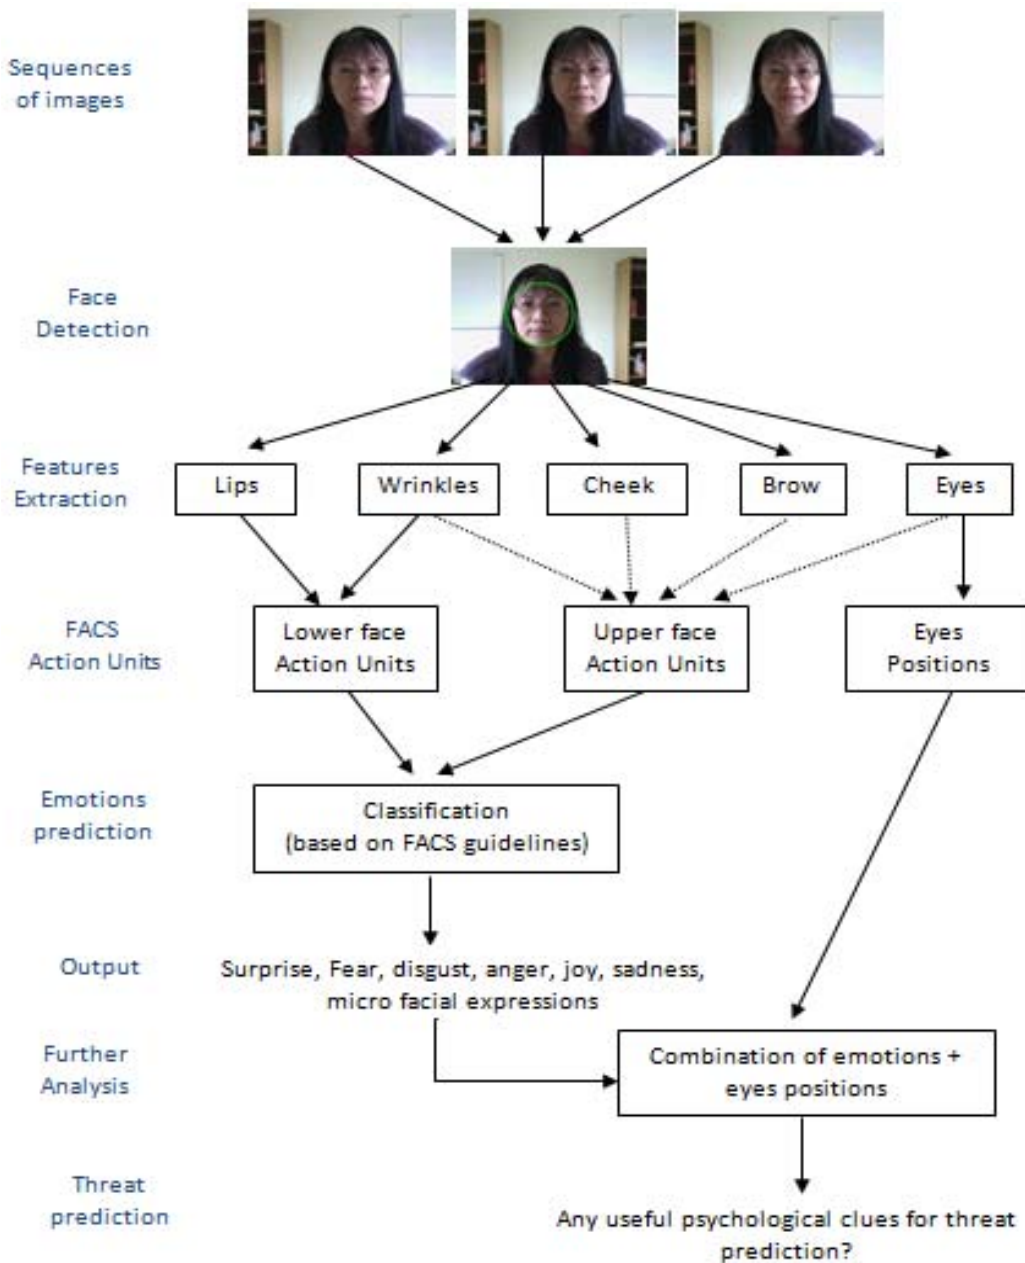 Sequences
of images
Face
Detection
Features
Extraction
Lips
Wrinkles
Cheek
Brow
Eyes
FACS
Action Units
Lower face
Action Units
Upper face
Action Units
Eyes
Positions
Emotions
prediction
Classification
(based on FACS guidelines)
Output
Surprise, Fear, disgust, anger, joy, sadness,
micro facial expressions
Further
Analysis
Combination of emotions +
eyes positions
Threat
prediction
Any useful psychological clues for threat
prediction?